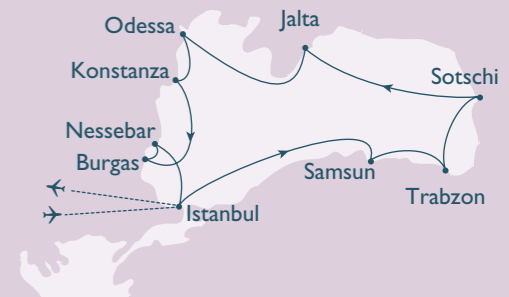 Odessa
Jalta
Konstanza
Sotschi
Nessebar
Burgas
Samsun
Trabzon
Istanbul